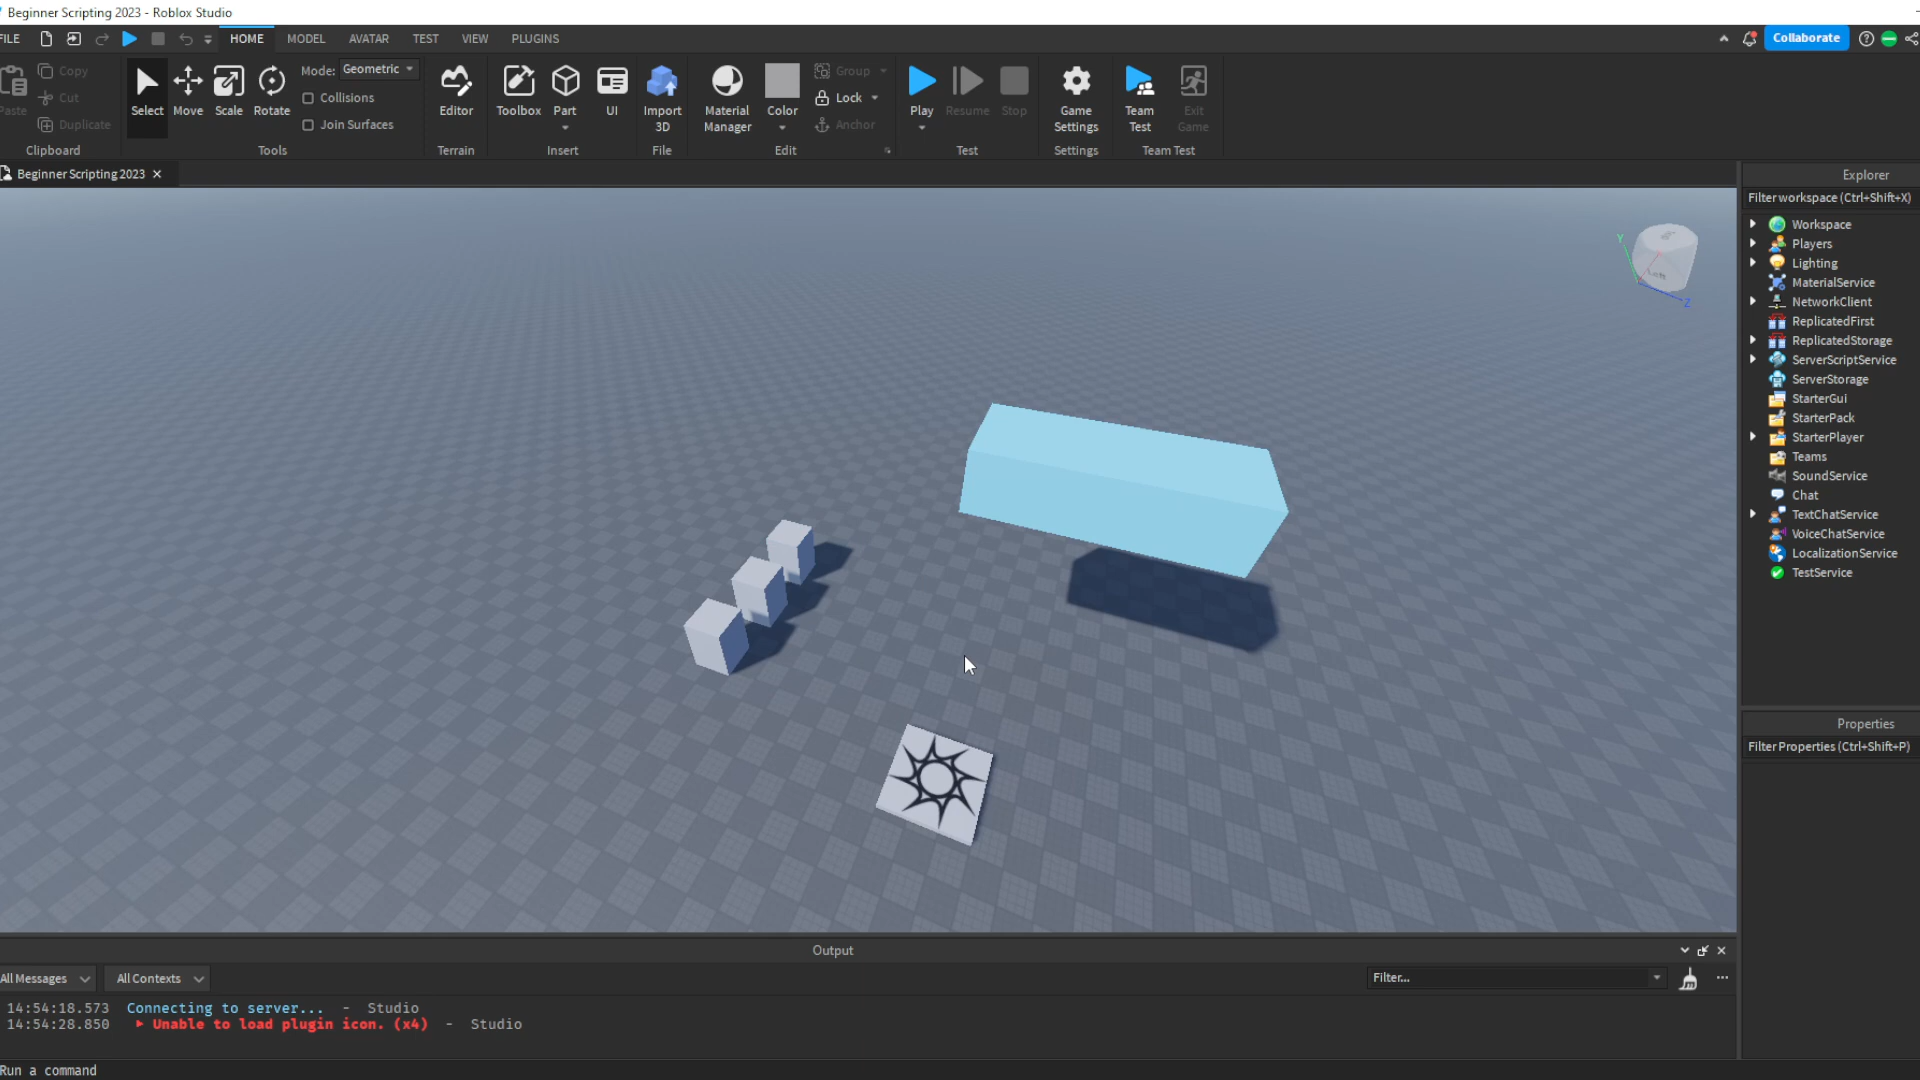 Beginner Scripting 2023 - Roblox Studio
FILE HOME MODEL AVATAR TEST VIEW PLUGINS Collaborate
Paste Copy Cut Duplicate
Clipboard
Select Move Scale Rotate
Mode: Geometric
Collisions
Join Surfaces
Tools
Editor
Terrain
Toolbox Part UI
Insert
Import
3D
File
Material
Manager
Color
Group
Lock
Anchor
Edit
Play Resume Stop
Test
Game
Settings
Settings
Team
Test
Exit
Game
Team Test
Beginner Scripting 2023
Explorer
Filter workspace (Ctrl+Shift+X)
Workspace
Players
Lighting
MaterialService
NetworkClient
ReplicatedFirst
ReplicatedStorage
ServerScriptService
ServerStorage
StarterGui
StarterPack
StarterPlayer
Teams
SoundService
Chat
TextChatService
VoiceChatService
LocalizationService
TestService
Y
Left
Z
Properties
Filter Properties (Ctrl+Shift+P)
Output
All Messages All Contexts Filter...
14:54:18.573 Connecting to server... - Studio
14:54:28.850 Unable to load plugin icon. (x4) - Studio
Run a command